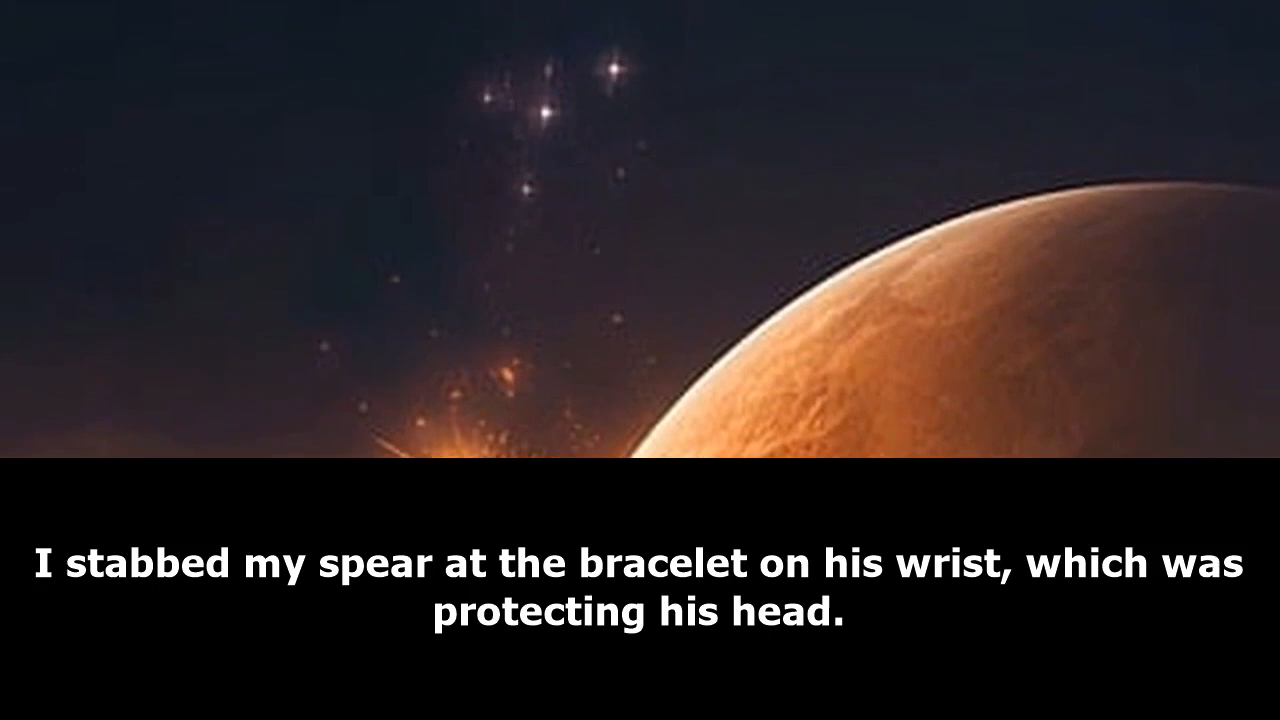 I stabbed my spear at the bracelet on his wrist, which was
protecting his head.